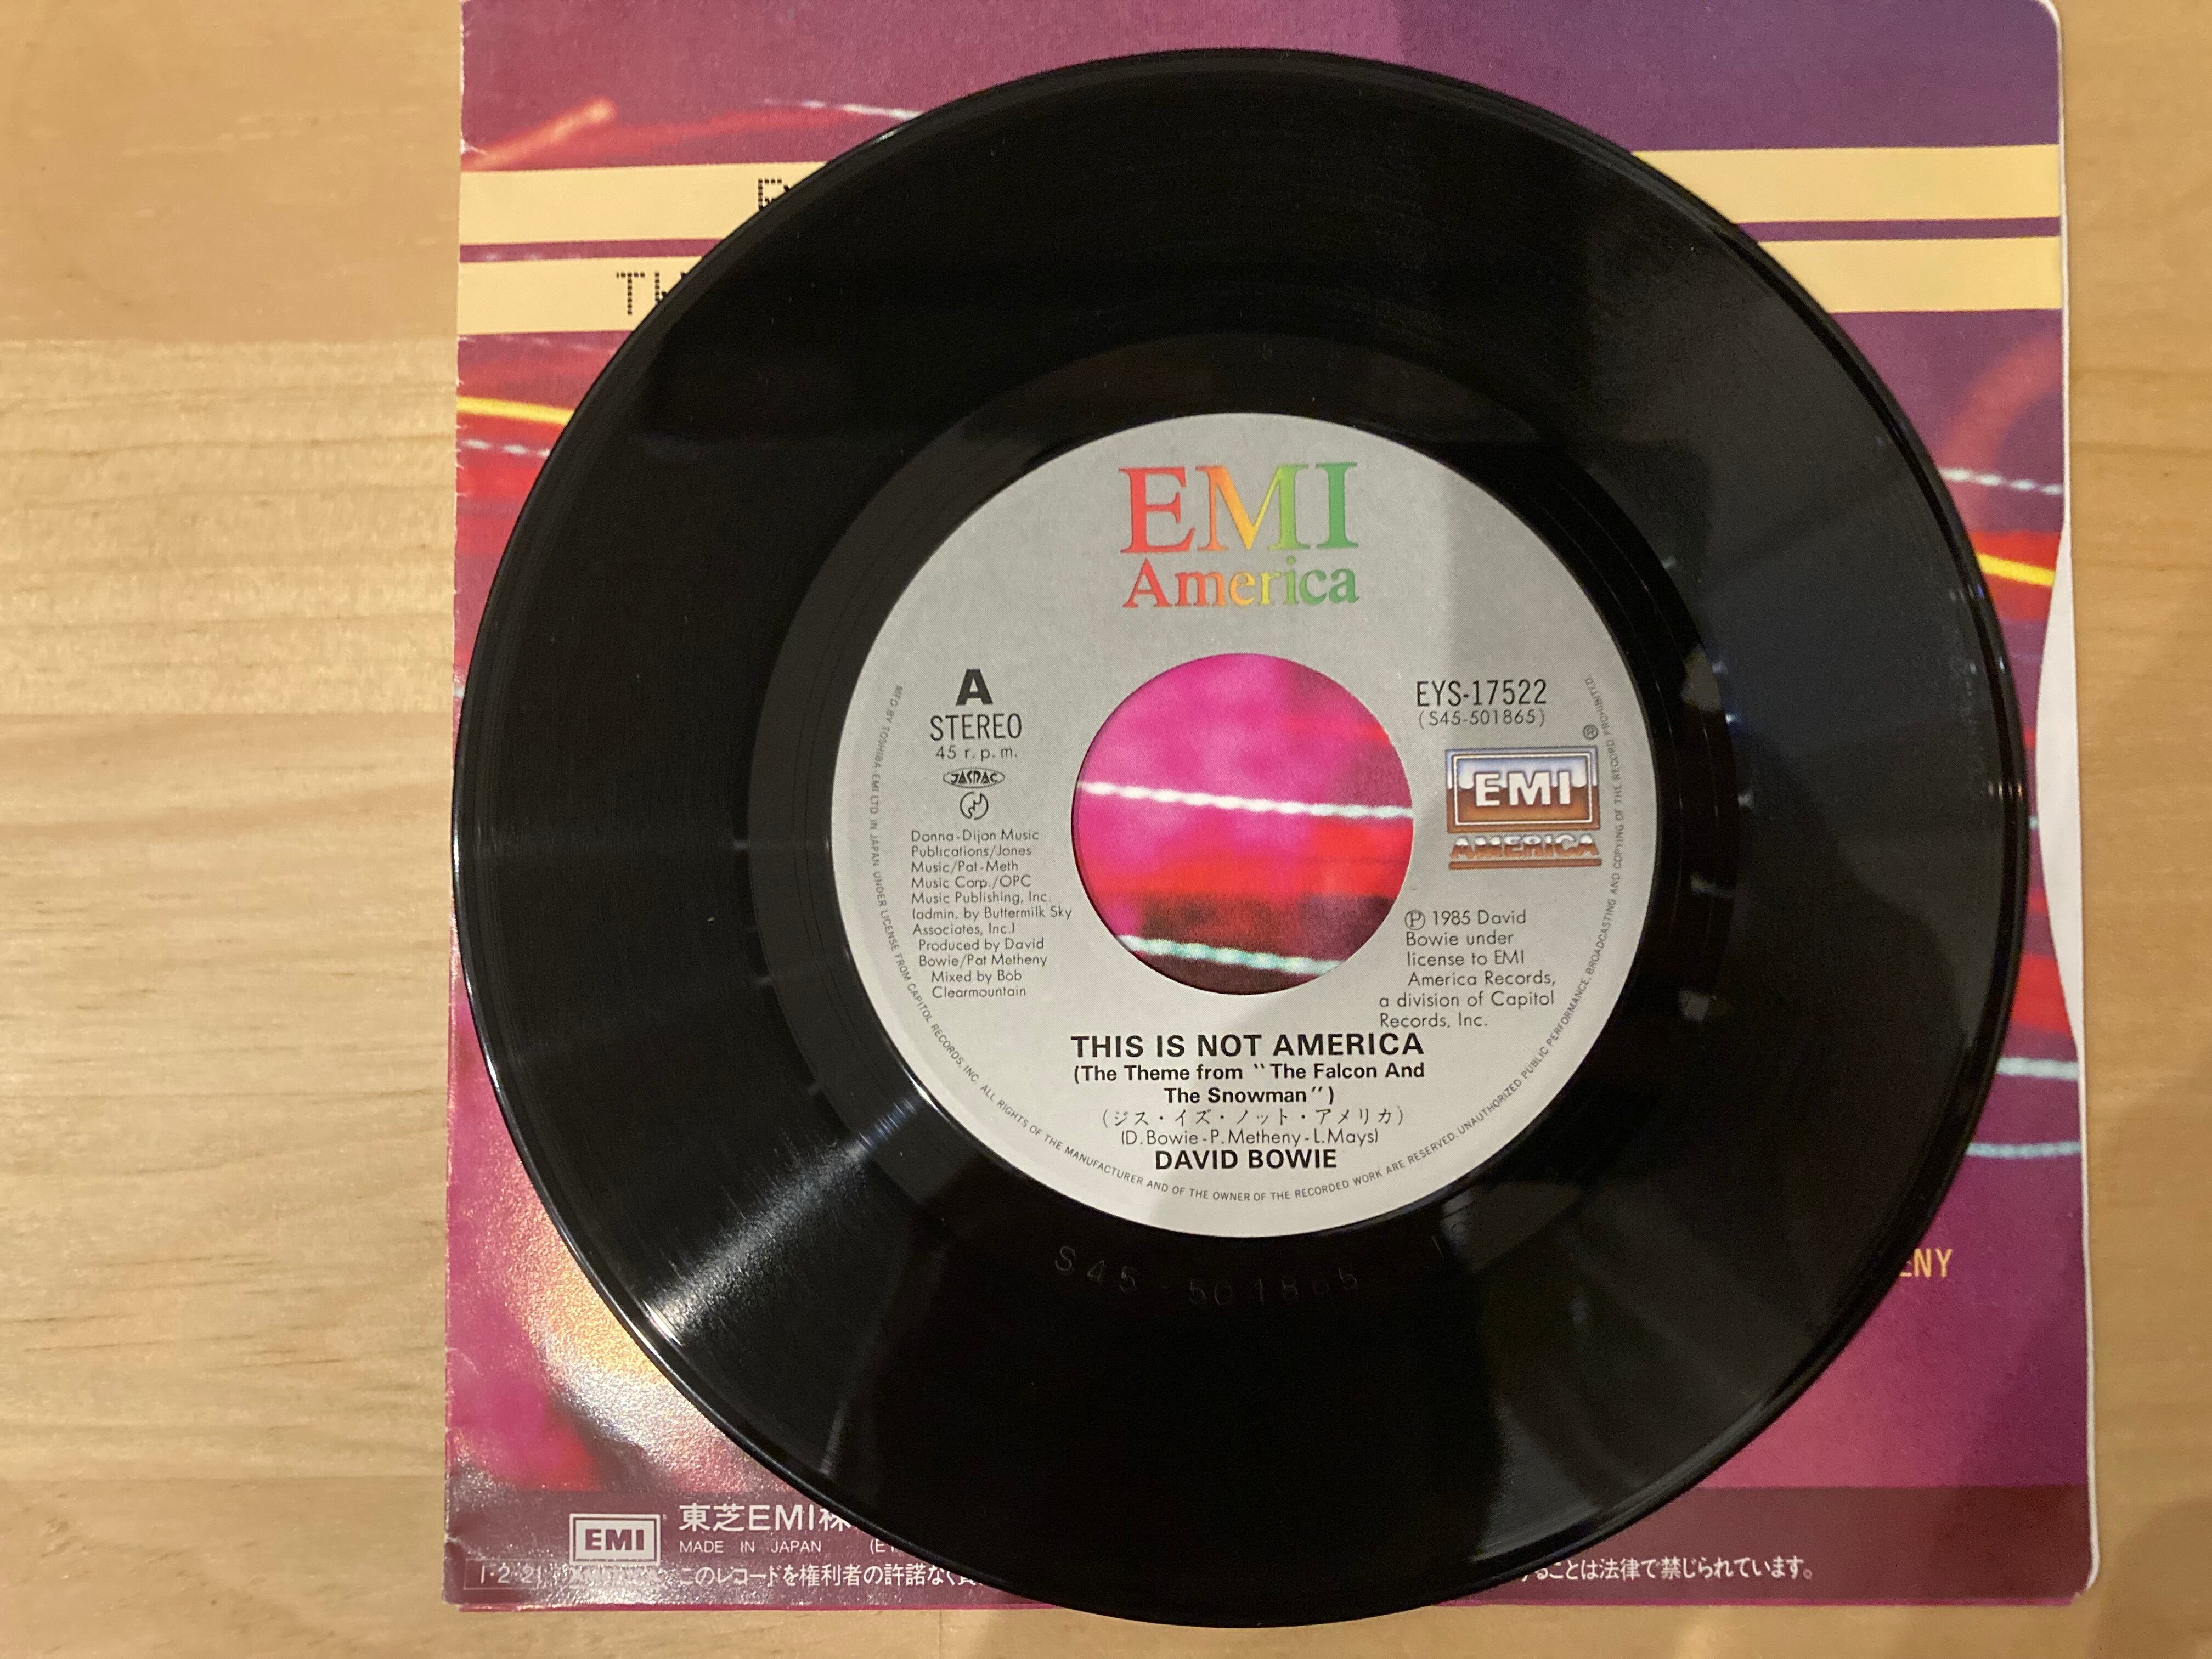 EMI
America
A
STEREO
45 r.p.m.
JASRAC
Donna-Dijon Music
Publications/Jones
Music/Pat-Meth
Music Corp./OPC
Music Publishing, Inc.
(admin. by Buttermilk Sky
Associates, Inc.)
Produced by David
Bowie/Pat Metheny
Mixed by Bob
Clearmountain
EYS-17522
(S45-501865)
®
EMI
AMERICA
Ⓟ 1985 David
Bowie under
license to EMI
America Records,
a division of Capitol
Records, Inc.
THIS IS NOT AMERICA
(The Theme from "The Falcon And
The Snowman")
(ジス・イズ・ノット・アメリカ)
(D.Bowie-P.Metheny-L.Mays)
DAVID BOWIE
MF'D BY TOSHIBA EMI LTD. IN JAPAN UNDER LICENSE FROM CAPITOL RECORDS, INC. ALL RIGHTS OF THE MANUFACTURER AND OF THE OWNER OF THE RECORDED WORK ARE RESERVED. UNAUTHORIZED PUBLIC PERFORMANCE, BROADCASTING AND COPYING OF THE RECORD PROHIBITED.
S45-501865
ENY
EMI
東芝EMI株
MADE IN JAPAN
1·2·21
このレコードを権利者の許諾なく
ことは法律で禁じられています。